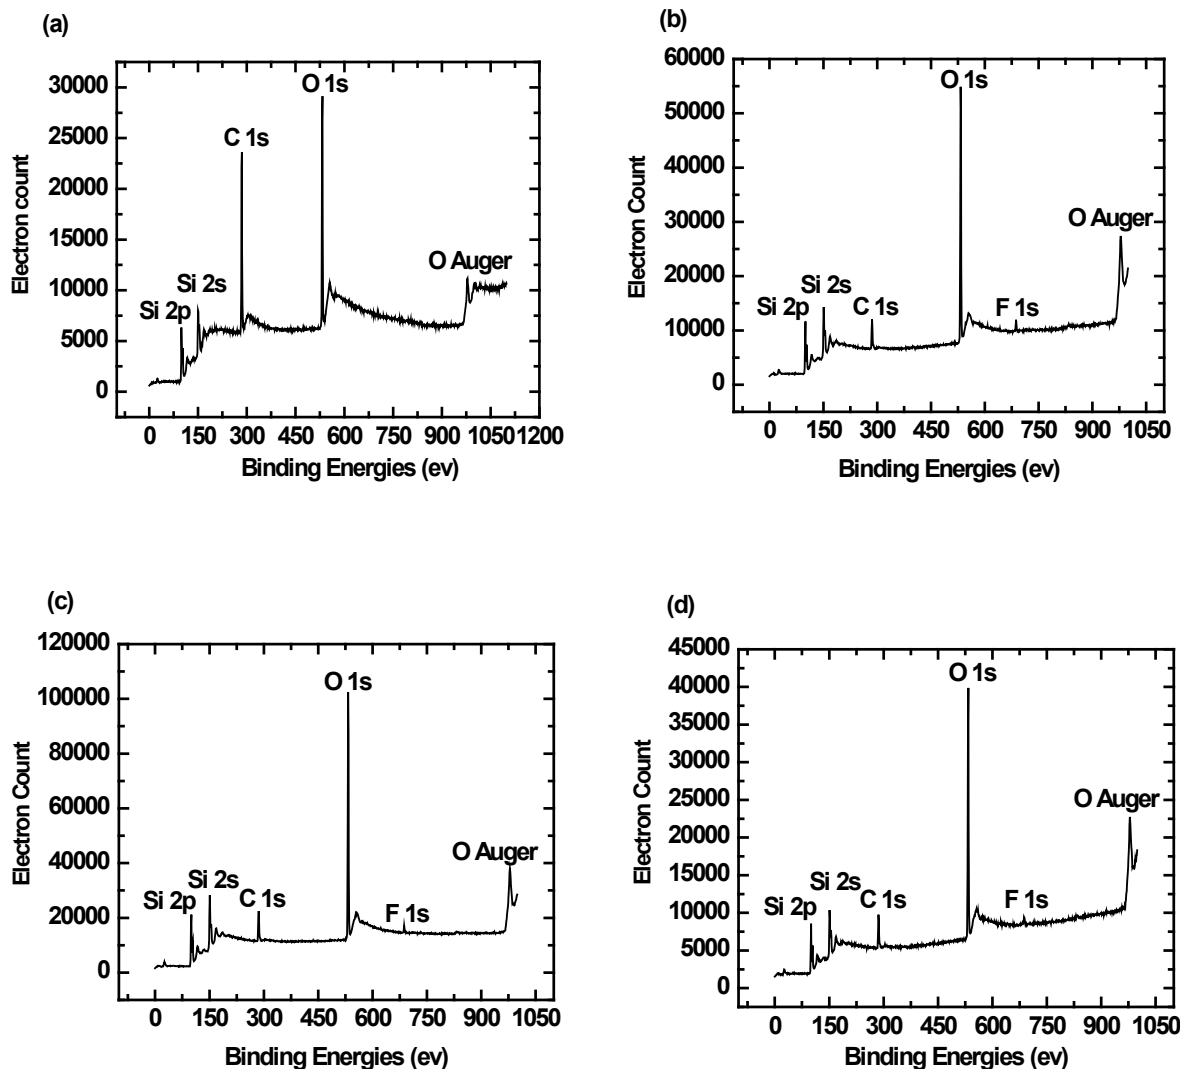 (a)
30000
25000
20000
15000
10000
5000
0
Electron count
O 1s
C 1s
Si 2s
Si 2p
O Auger
0 150 300 450 600 750 900 1050 1200
Binding Energies (ev)
(b)
60000
50000
40000
30000
20000
10000
0
Electron Count
O 1s
O Auger
Si 2s
Si 2p
C 1s
F 1s
0 150 300 450 600 750 900 1050
Binding Energies (ev)
(c)
120000
100000
80000
60000
40000
20000
0
Electron Count
O 1s
O Auger
Si 2s
Si 2p
C 1s
F 1s
0 150 300 450 600 750 900 1050
Binding Energies (ev)
(d)
45000
40000
35000
30000
25000
20000
15000
10000
5000
0
Electron Count
O 1s
O Auger
Si 2s
Si 2p
C 1s
F 1s
0 150 300 450 600 750 900 1050
Binding Energies (ev)